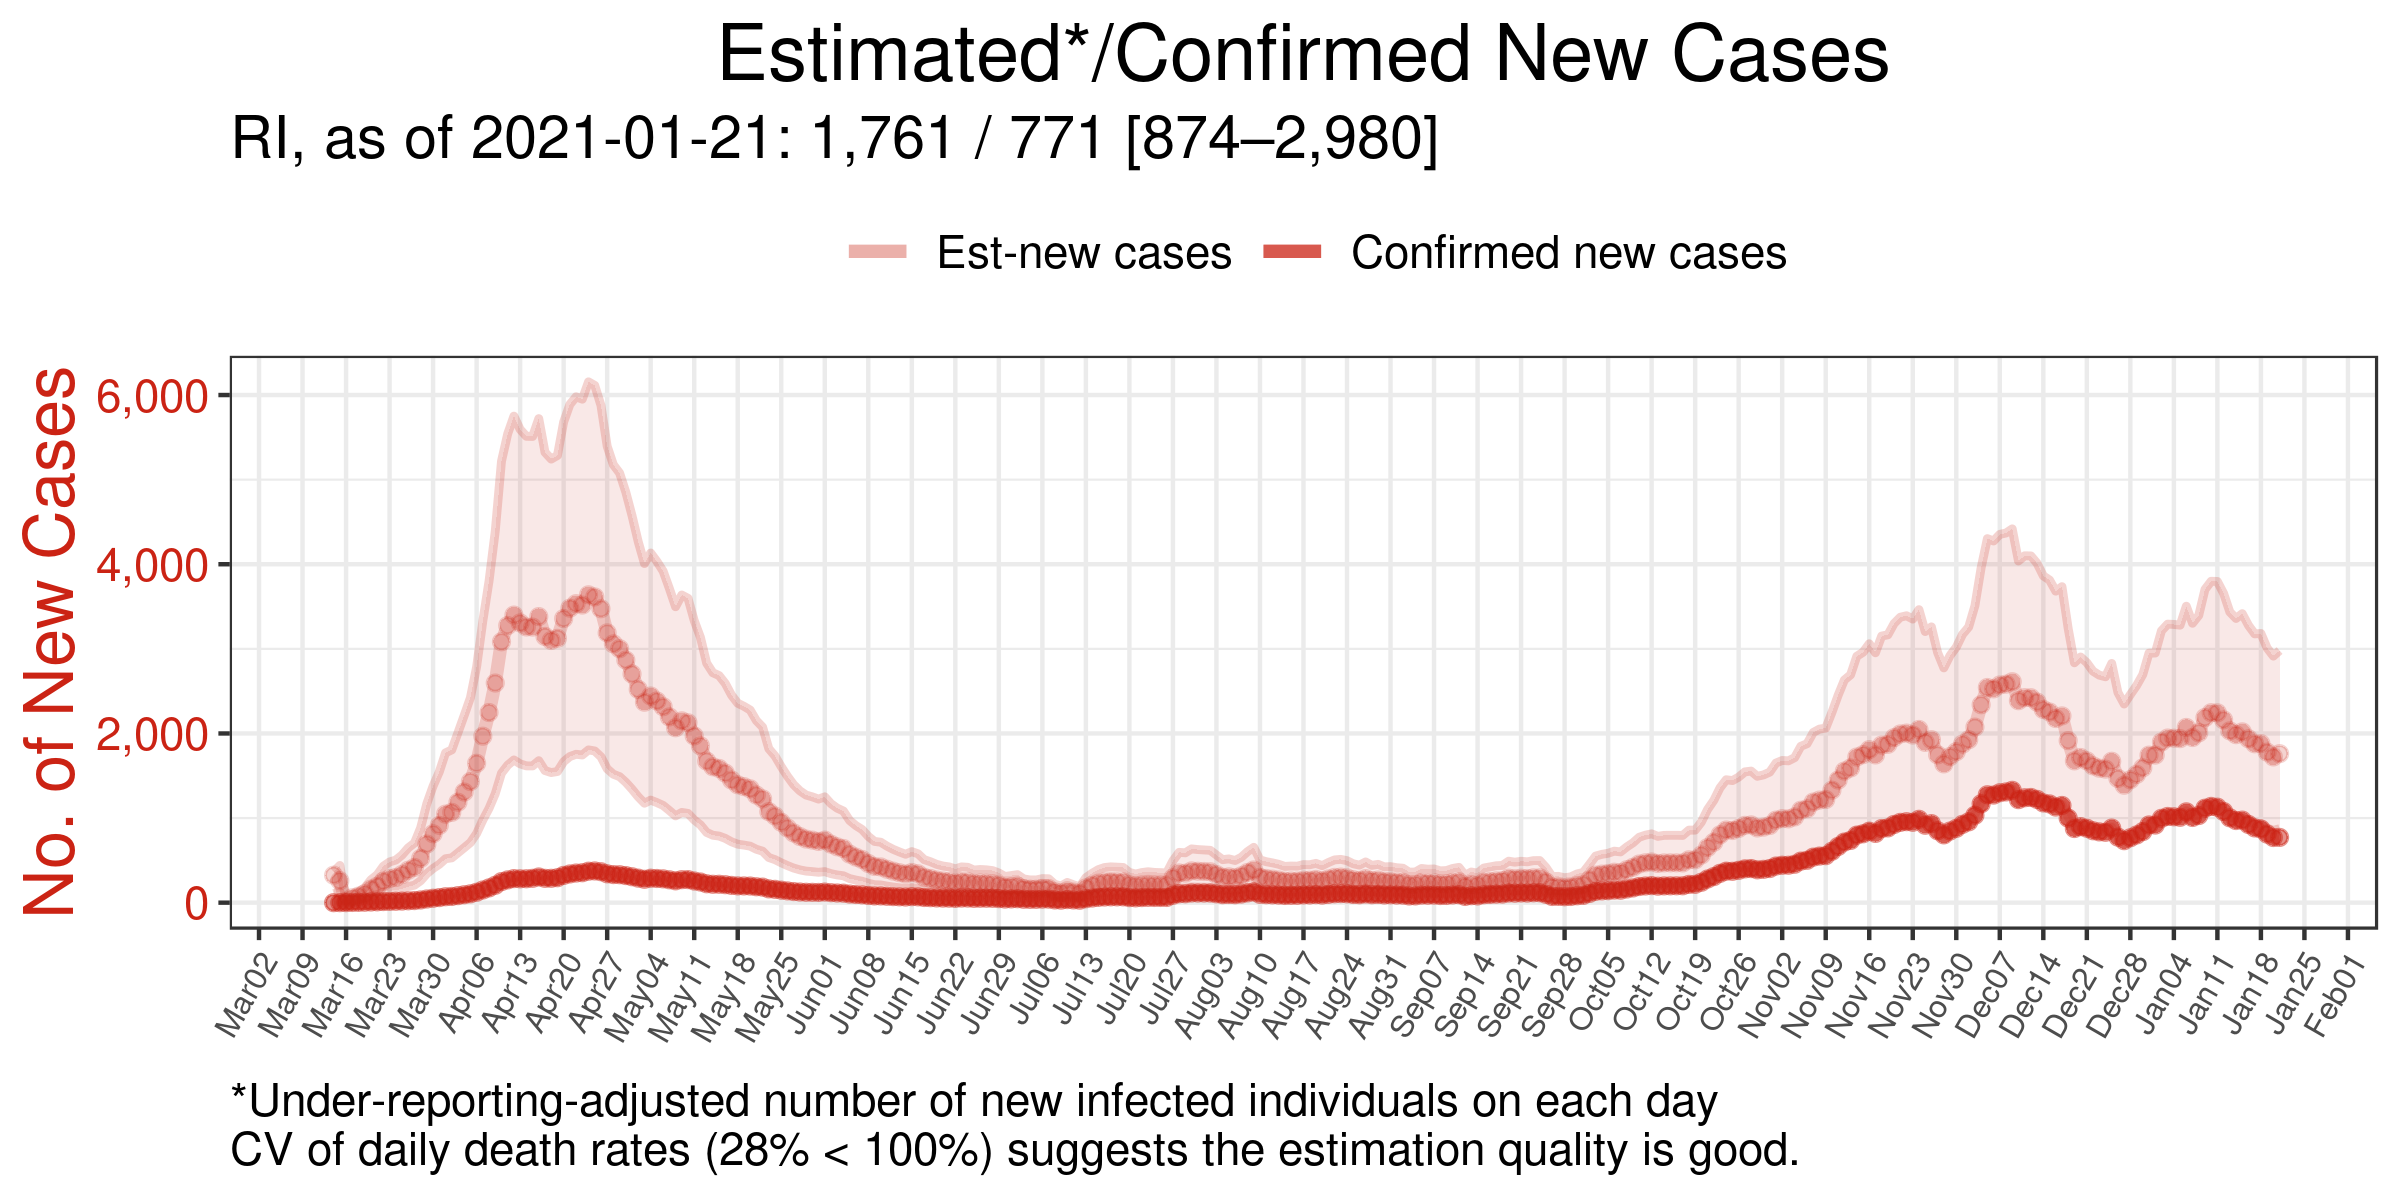 Estimated*/Confirmed New Cases
RI, as of 2021-01-21: 1,761 / 771 [874–2,980]
Est-new cases Confirmed new cases
No. of New Cases
6,000
4,000
2,000
0
Mar02 Mar09 Mar16 Mar23 Mar30 Apr06 Apr13 Apr20 Apr27 May04 May11 May18 May25 Jun01 Jun08 Jun15 Jun22 Jun29 Jul06 Jul13 Jul20 Jul27 Aug03 Aug10 Aug17 Aug24 Aug31 Sep07 Sep14 Sep21 Sep28 Oct05 Oct12 Oct19 Oct26 Nov02 Nov09 Nov16 Nov23 Nov30 Dec07 Dec14 Dec21 Dec28 Jan04 Jan11 Jan18 Jan25 Feb01
*Under-reporting-adjusted number of new infected individuals on each day
CV of daily death rates (28% < 100%) suggests the estimation quality is good.